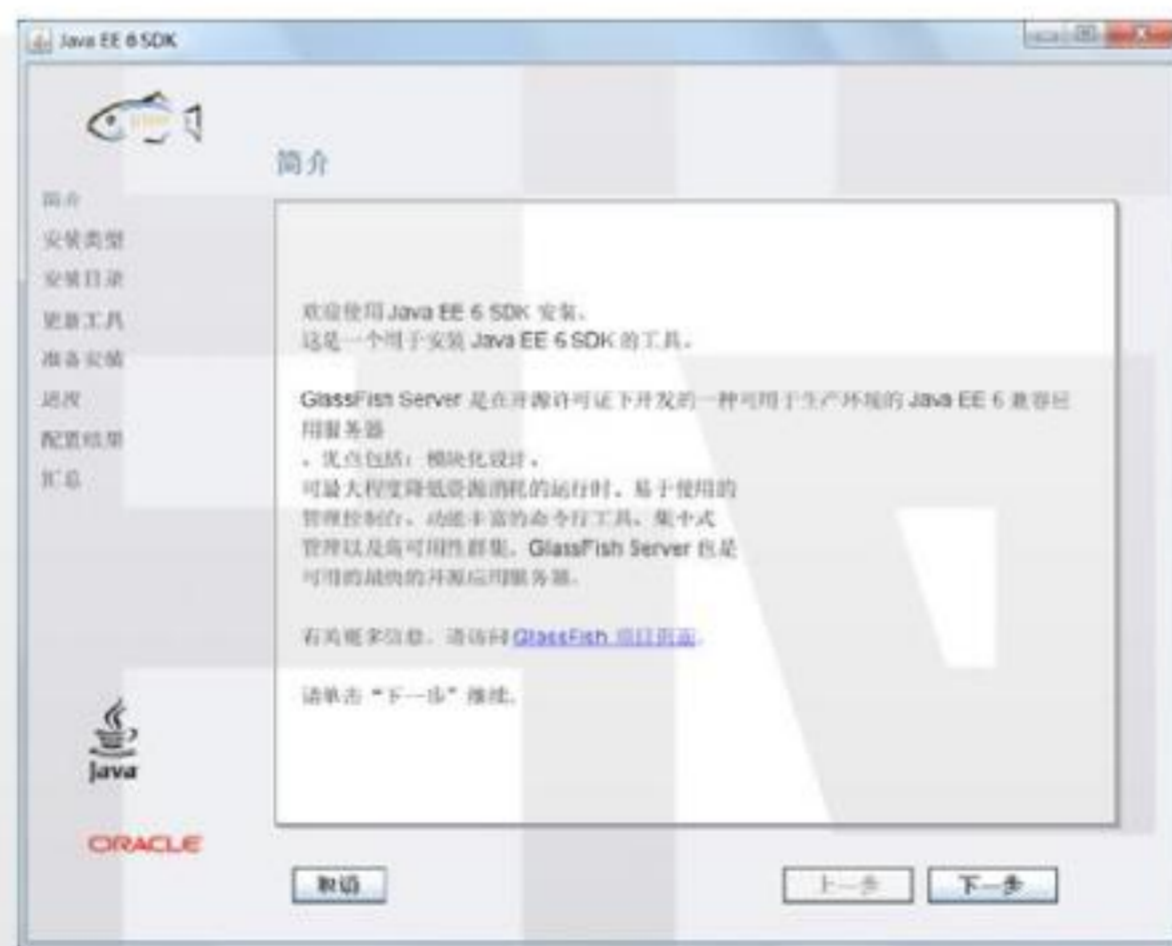 Java EE 6 SDK
简介
简介
安装类型
安装目录
更新工具
准备安装
进度
配置结果
汇总
欢迎使用 Java EE 6 SDK 安装。
这是一个用于安装 Java EE 6 SDK 的工具。
GlassFish Server 是在开源许可证下开发的一种可用于生产环境的 Java EE 6 兼容应
用服务器
。优点包括：模块化设计、
可最大程度降低资源消耗的运行时、易于使用的
管理控制台、功能丰富的命令行工具、集中式
管理以及高可用性群集。GlassFish Server 也是
可用的最快的开源应用服务器。
有关更多信息，请访问 GlassFish 项目页面。
请单击“下一步”继续。
Java
ORACLE
取消
上一步
下一步